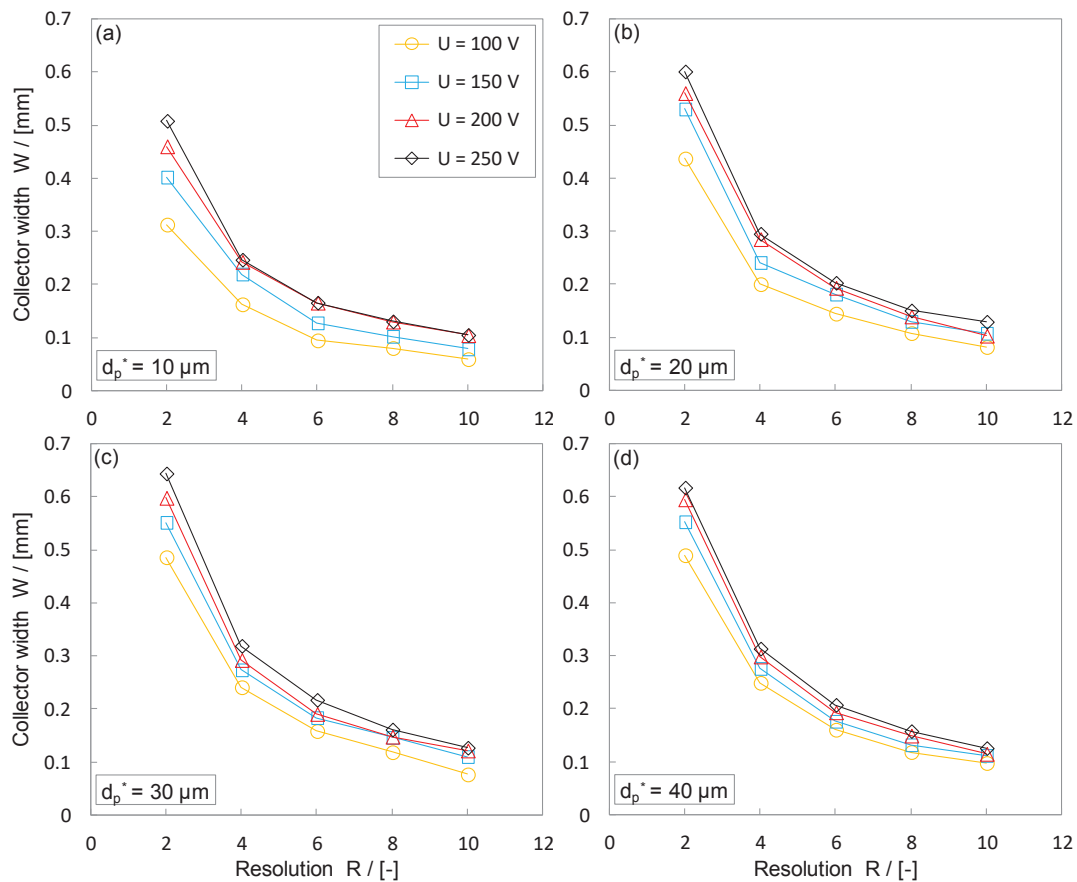 (a)
0.7
0.6
0.5
0.4
0.3
0.2
0.1
0
Collector width W / [mm]
U = 100 V
U = 150 V
U = 200 V
U = 250 V
dₚ* = 10 µm
0 2 4 6 8 10 12
(b)
0.7
0.6
0.5
0.4
0.3
0.2
0.1
0
dₚ* = 20 µm
0 2 4 6 8 10 12
(c)
0.7
0.6
0.5
0.4
0.3
0.2
0.1
0
Collector width W / [mm]
dₚ* = 30 µm
0 2 4 6 8 10 12
Resolution R / [-]
(d)
0.7
0.6
0.5
0.4
0.3
0.2
0.1
0
dₚ* = 40 µm
0 2 4 6 8 10 12
Resolution R / [-]